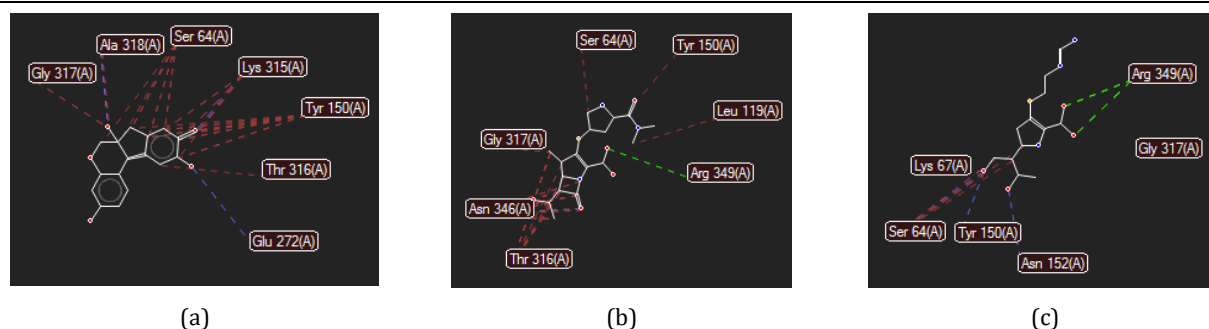 Ala 318(A)
Ser 64(A)
Gly 317(A)
Lys 315(A)
Tyr 150(A)
Thr 316(A)
Glu 272(A)
(a)
Ser 64(A)
Tyr 150(A)
Leu 119(A)
Gly 317(A)
Arg 349(A)
Asn 346(A)
Thr 316(A)
(b)
Arg 349(A)
Gly 317(A)
Lys 67(A)
Ser 64(A)
Tyr 150(A)
Asn 152(A)
(c)